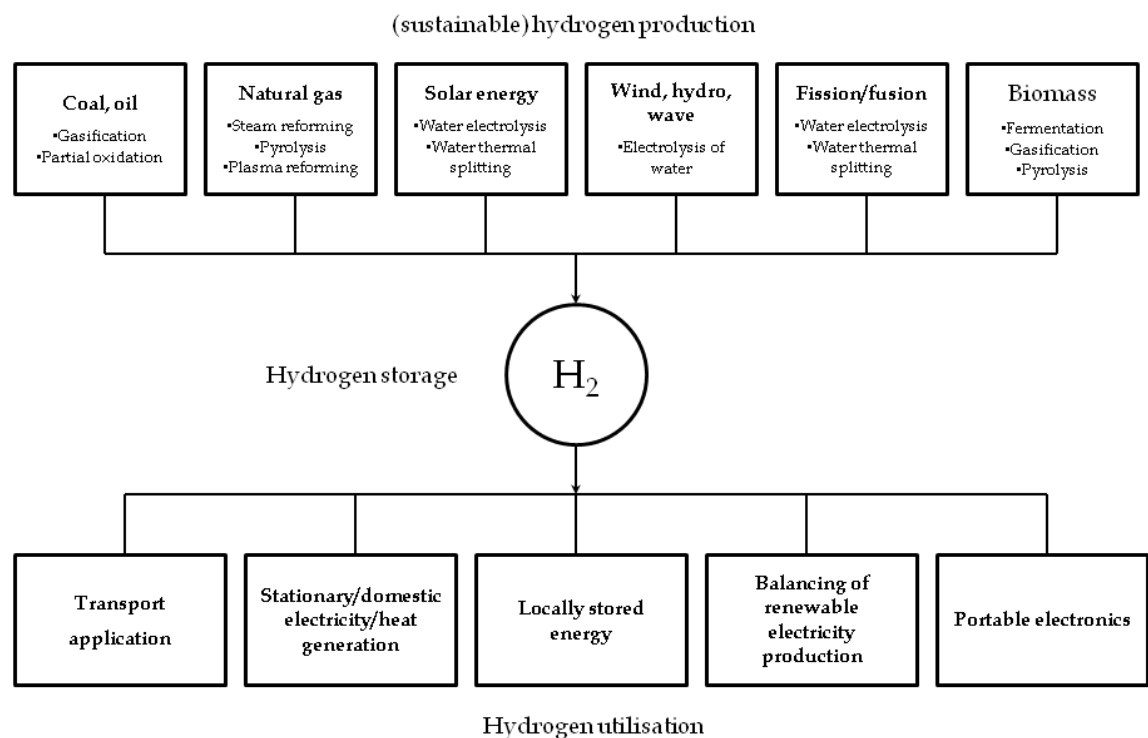 (sustainable) hydrogen production
Coal, oil
▪Gasification
▪Partial oxidation
Natural gas
▪Steam reforming
▪Pyrolysis
▪Plasma reforming
Solar energy
▪Water electrolysis
▪Water thermal
splitting
Wind, hydro,
wave
▪Electrolysis of
water
Fission/fusion
▪Water electrolysis
▪Water thermal
splitting
Biomass
▪Fermentation
▪Gasification
▪Pyrolysis
Hydrogen storage
H₂
Transport
application
Stationary/domestic
electricity/heat
generation
Locally stored
energy
Balancing of
renewable
electricity
production
Portable electronics
Hydrogen utilisation